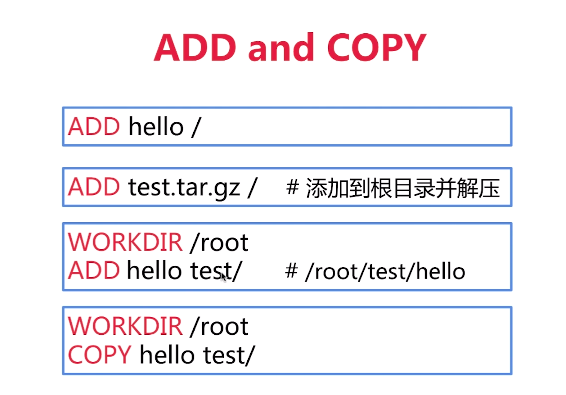 ADD and COPY
ADD hello /
ADD test.tar.gz / # 添加到根目录并解压
WORKDIR /root
ADD hello test/ # /root/test/hello
WORKDIR /root
COPY hello test/